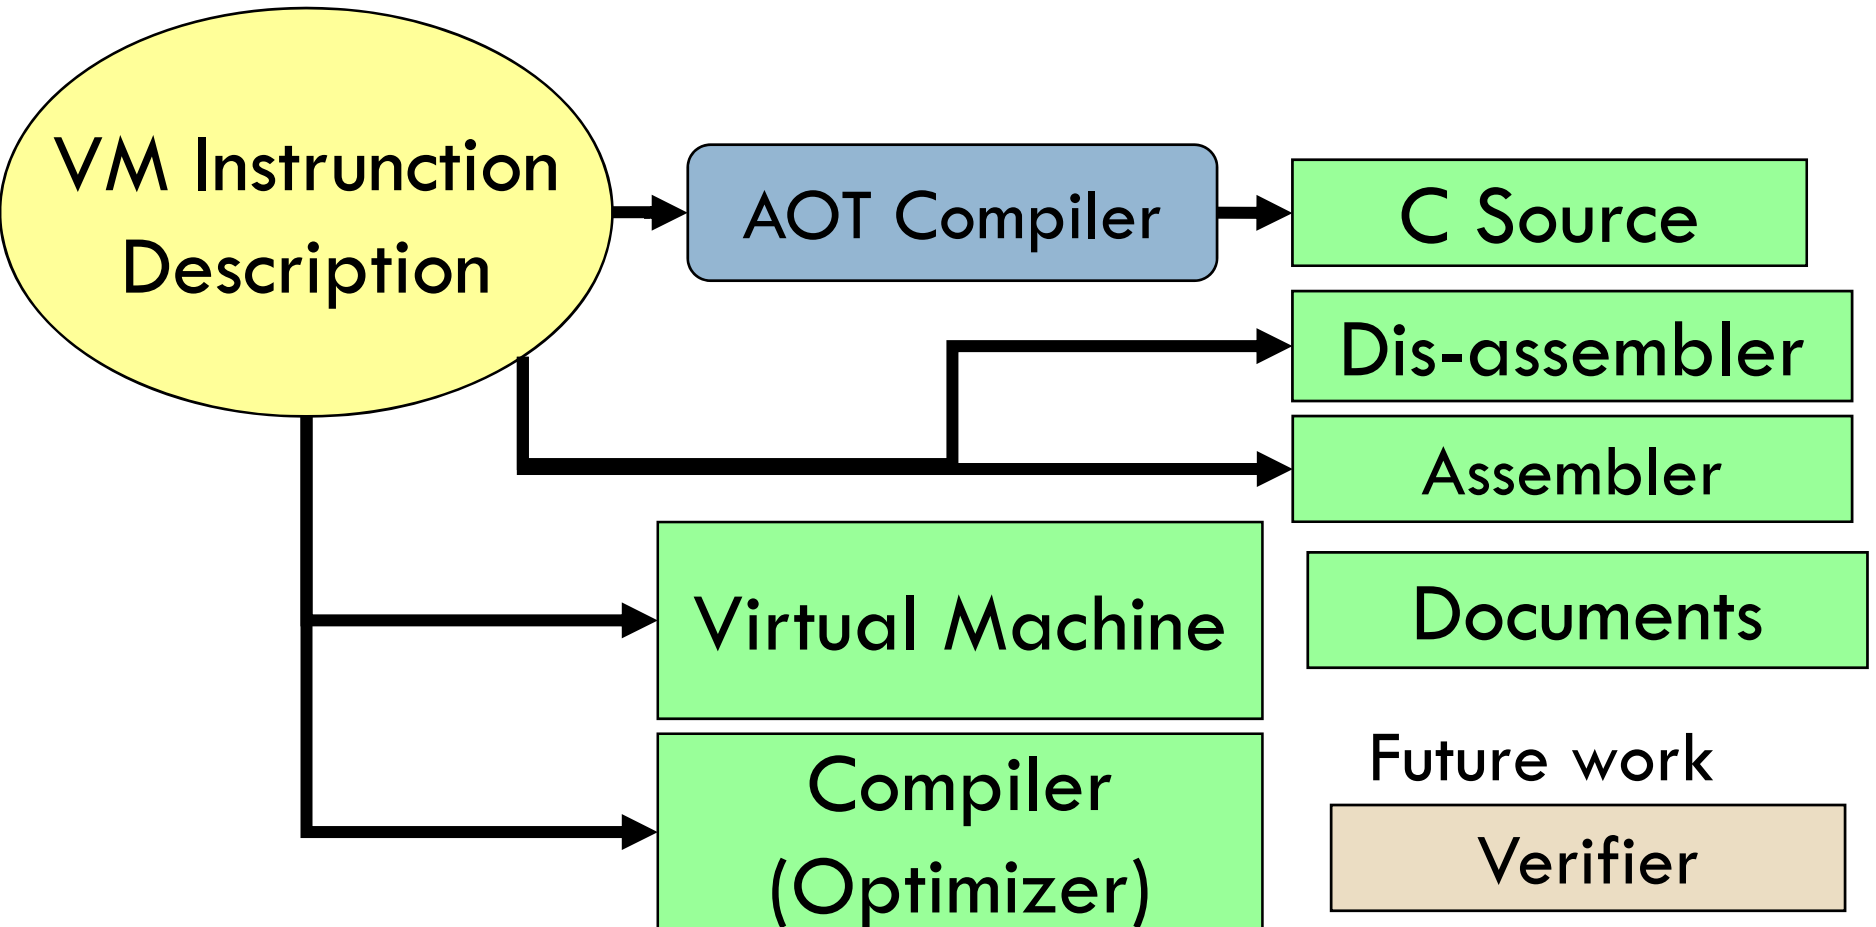 VM Instrunction
Description
AOT Compiler
C Source
Dis-assembler
Assembler
Virtual Machine
Documents
Compiler
(Optimizer)
Future work
Verifier